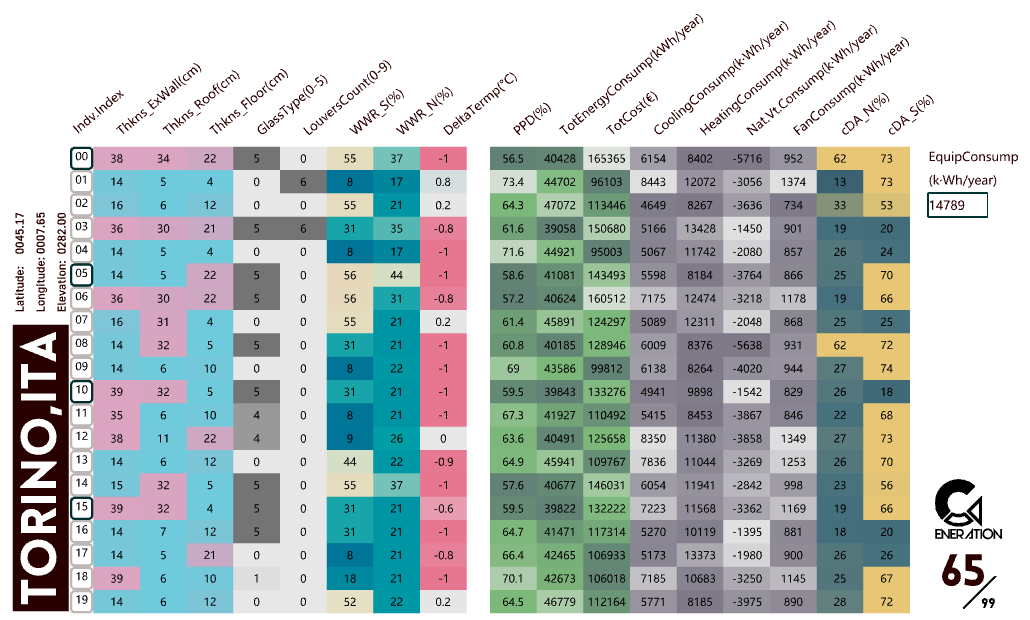 Indv.Index Thkns_ExWall(cm) Thkns_Roof(cm) Thkns_Floor(cm) GlassType(0-5) LouversCount(0-9) WWR_S(%) WWR_N(%) DeltaTermp(°C) PPD(%) TotEnergyConsump(kWh/year) TotCost(€) CoolingConsump(k·Wh/year) HeatingConsump(k·Wh/year) Nat.Vt.Consump(k·Wh/year) FanConsump(k·Wh/year) cDA_N(%) cDA_S(%)
00 38 34 22 5 0 55 37 -1 56.5 40428 165365 6154 8402 -5716 952 62 73
01 14 5 4 0 6 8 17 0.8 73.4 44702 96103 8443 12072 -3056 1374 13 73
02 16 6 12 0 0 55 21 0.2 64.3 47072 113446 4649 8267 -3636 734 33 53
03 36 30 21 5 6 31 35 -0.8 61.6 39058 150680 5166 13428 -1450 901 19 20
04 14 5 4 0 0 8 17 -1 71.6 44921 95003 5067 11742 -2080 857 26 24
05 14 5 22 5 0 56 44 -1 58.6 41081 143493 5598 8184 -3764 866 25 70
06 36 30 22 5 0 56 31 -0.8 57.2 40624 160512 7175 12474 -3218 1178 19 66
07 16 31 4 0 0 55 21 0.2 61.4 45891 124297 5089 12311 -2048 868 25 25
08 14 32 5 5 0 31 21 -1 60.8 40185 128946 6009 8376 -5638 931 62 72
09 14 6 10 0 0 8 22 -1 69 43586 99812 6138 8264 -4020 944 27 74
10 39 32 5 5 0 31 21 -1 59.5 39843 133276 4941 9898 -1542 829 26 18
11 35 6 10 4 0 8 21 -1 67.3 41927 110492 5415 8453 -3867 846 22 68
12 38 11 22 4 0 9 26 0 63.6 40491 125658 8350 11380 -3858 1349 27 73
13 14 6 12 0 0 44 22 -0.9 64.9 45941 109767 7836 11044 -3269 1253 26 70
14 15 32 5 5 0 55 37 -1 57.6 40677 146031 6054 11941 -2842 998 23 56
15 39 32 4 5 0 31 21 -0.6 59.5 39822 132222 7223 11568 -3362 1169 19 66
16 14 7 12 5 0 31 21 -1 64.7 41471 117314 5270 10119 -1395 881 18 20
17 14 5 21 0 0 8 21 -0.8 66.4 42465 106933 5173 13373 -1980 900 26 26
18 39 6 10 1 0 18 21 -1 70.1 42673 106018 7185 10683 -3250 1145 25 67
19 14 6 12 0 0 52 22 0.2 64.5 46779 112164 5771 8185 -3975 890 28 72
Latitude: 0045.17
Longitude: 0007.65
Elevation: 0282.00
TORINO,ITA
EquipConsump
(k·Wh/year)
14789
ENERATION
65/99